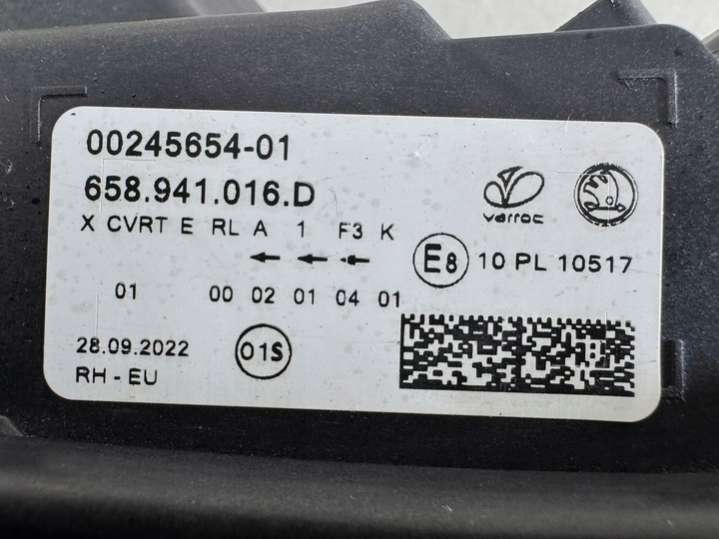 00245654-01
658.941.016.D
X CVRT E RL A 1 F3 K
← ← ←
01 00 02 01 04 01
28.09.2022
RH - EU
01S
varroc
E8 10 PL 10517